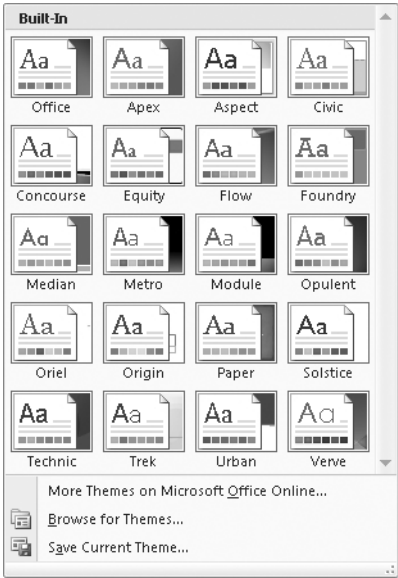 Built-In
Aa Aa Aa Aa
Office Apex Aspect Civic
Aa Aa Aa Aa
Concourse Equity Flow Foundry
Aa Aa Aa Aa
Median Metro Module Opulent
Aa Aa Aa Aa
Oriel Origin Paper Solstice
Aa Aa Aa Aa
Technic Trek Urban Verve
More Themes on Microsoft Office Online...
Browse for Themes...
Save Current Theme...